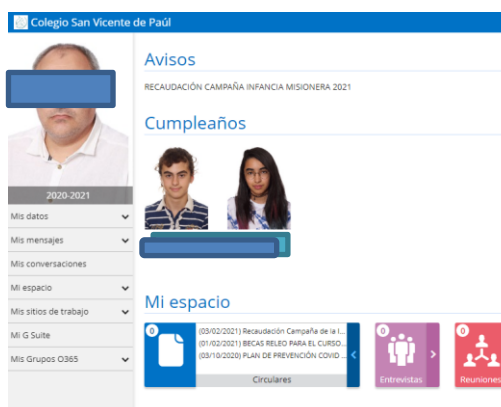 Colegio San Vicente de Paúl
2020-2021
Mis datos
Mis mensajes
Mis conversaciones
Mi espacio
Mis sitios de trabajo
Mi G Suite
Mis Grupos O365
Avisos
RECAUDACIÓN CAMPAÑA INFANCIA MISIONERA 2021
Cumpleaños
Mi espacio
0
(03/02/2021) Recaudación Campaña de la I...
(01/02/2021) BECAS RELEO PARA EL CURSO...
(03/10/2020) PLAN DE PREVENCIÓN COVID ...
Circulares
0
Entrevistas
0
Reuniones